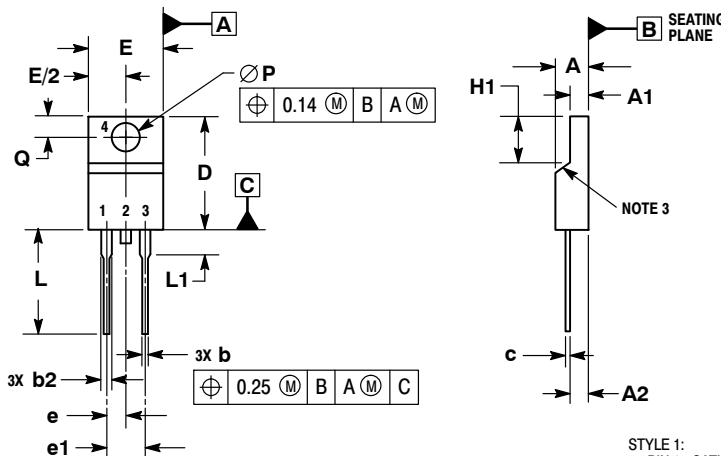 E
A
E/2
Ø P
⌖ 0.14 Ⓜ B A Ⓜ
Q
4
D
C
1 2 3
L
L1
3X b
3X b2
⌖ 0.25 Ⓜ B A Ⓜ C
e
e1
B SEATING
PLANE
A
H1
A1
NOTE 3
c
A2
STYLE 1: